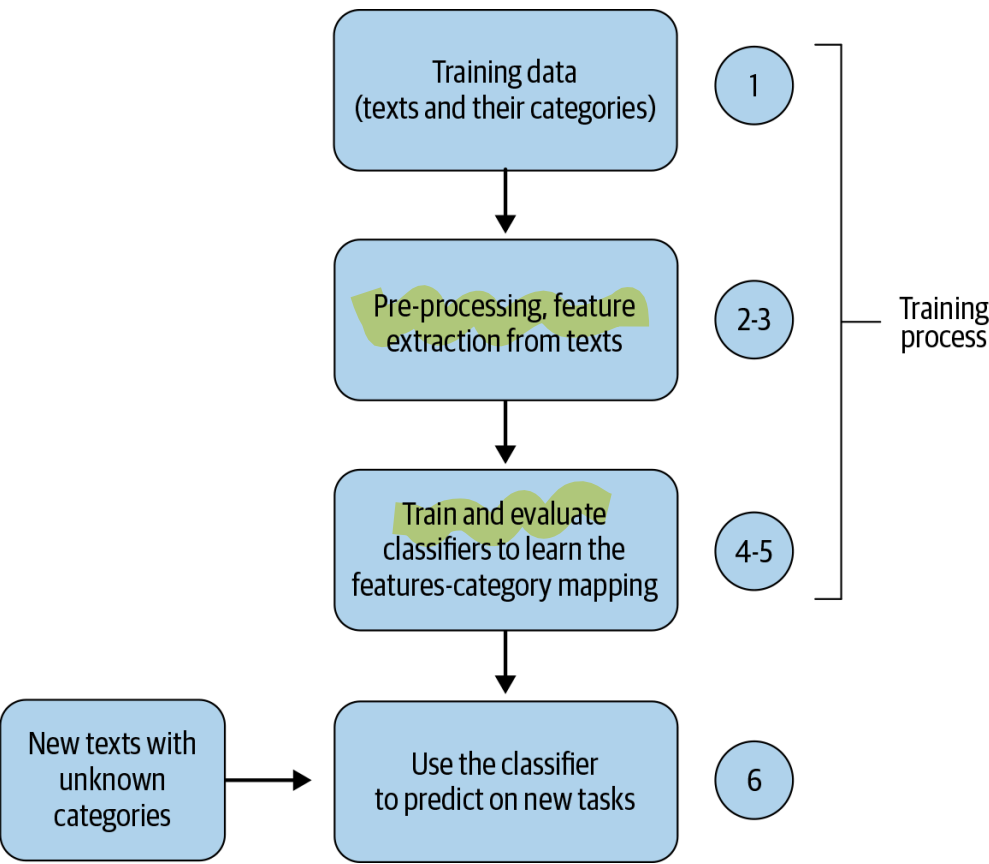 Training data
(texts and their categories)
1
Pre-processing, feature
extraction from texts
2-3
Training
process
Train and evaluate
classifiers to learn the
features-category mapping
4-5
New texts with
unknown
categories
Use the classifier
to predict on new tasks
6